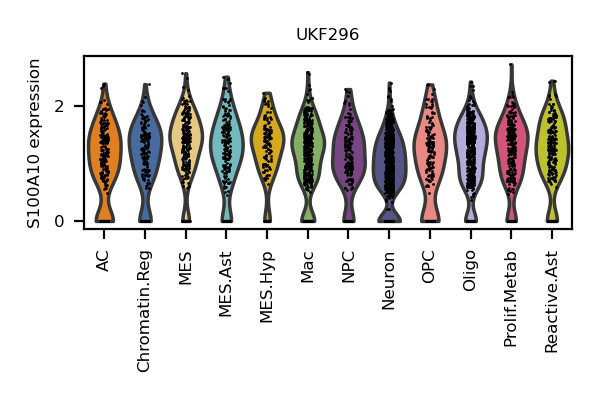 UKF296
S100A10 expression
2
0
AC
Chromatin.Reg
MES
MES.Ast
MES.Hyp
Mac
NPC
Neuron
OPC
Oligo
Prolif.Metab
Reactive.Ast